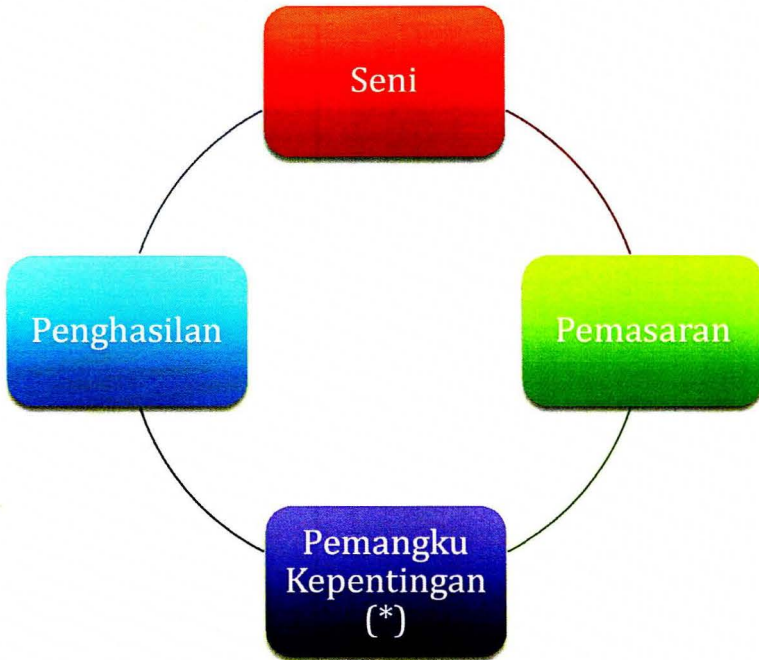 Seni
Penghasilan
Pemasaran
Pemangku
Kepentingan
(*)